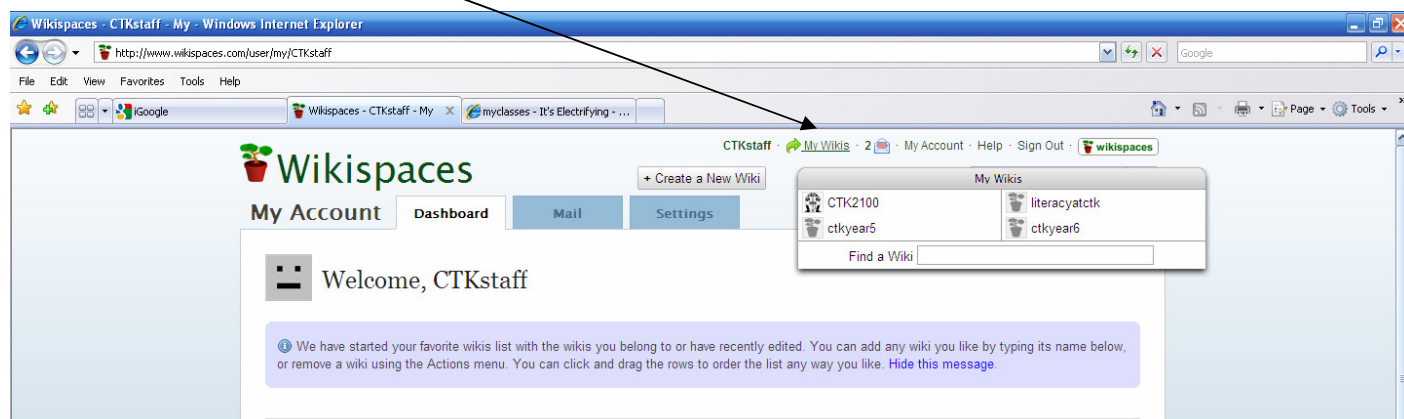 Wikispaces - CTKstaff - My - Windows Internet Explorer
http://www.wikispaces.com/user/my/CTKstaff
Google
File Edit View Favorites Tools Help
iGoogle
Wikispaces - CTKstaff - My
myclasses - It's Electrifying - ...
Page
Tools
CTKstaff · My Wikis · 2 · My Account · Help · Sign Out · wikispaces
Wikispaces
+ Create a New Wiki
My Wikis
CTK2100
literacyatctk
ctkyear5
ctkyear6
Find a Wiki
My Account
Dashboard
Mail
Settings
Welcome, CTKstaff
We have started your favorite wikis list with the wikis you belong to or have recently edited. You can add any wiki you like by typing its name below,
or remove a wiki using the Actions menu. You can click and drag the rows to order the list any way you like. Hide this message.